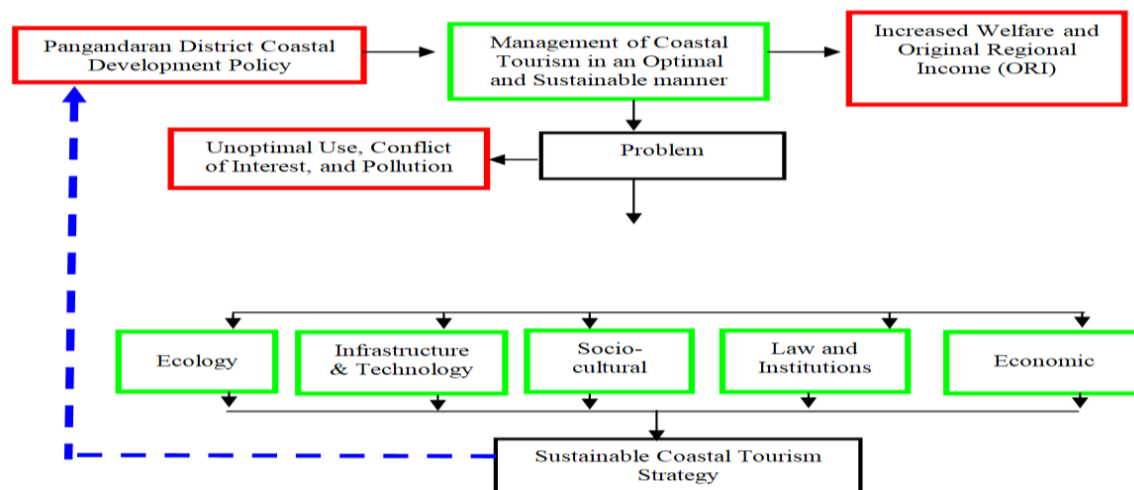 Pangandaran District Coastal
Development Policy
Management of Coastal
Tourism in an Optimal
and Sustainable manner
Increased Welfare and
Original Regional
Income (ORI)
Unoptimal Use, Conflict
of Interest, and Pollution
Problem
Ecology
Infrastructure
& Technology
Socio-
cultural
Law and
Institutions
Economic
Sustainable Coastal Tourism
Strategy